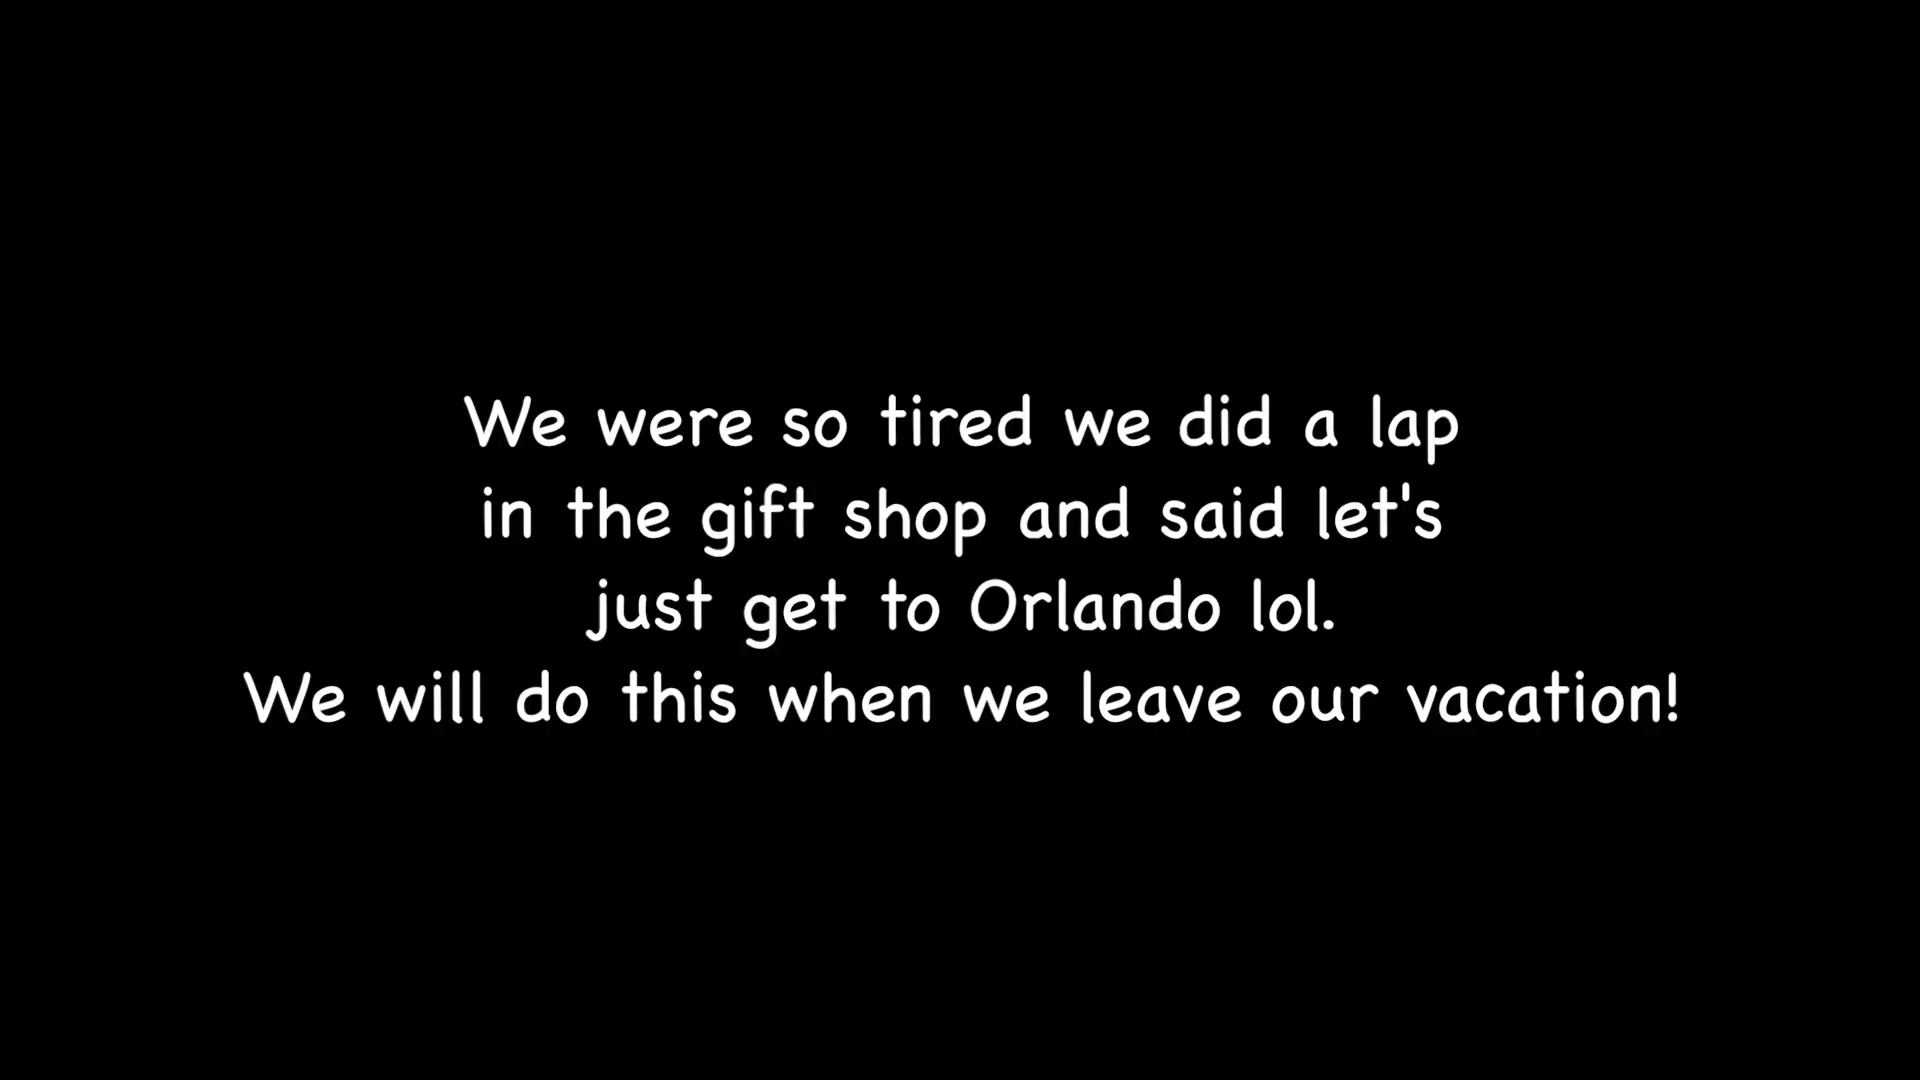 We were so tired we did a lap
in the gift shop and said let's
just get to Orlando lol.
We will do this when we leave our vacation!